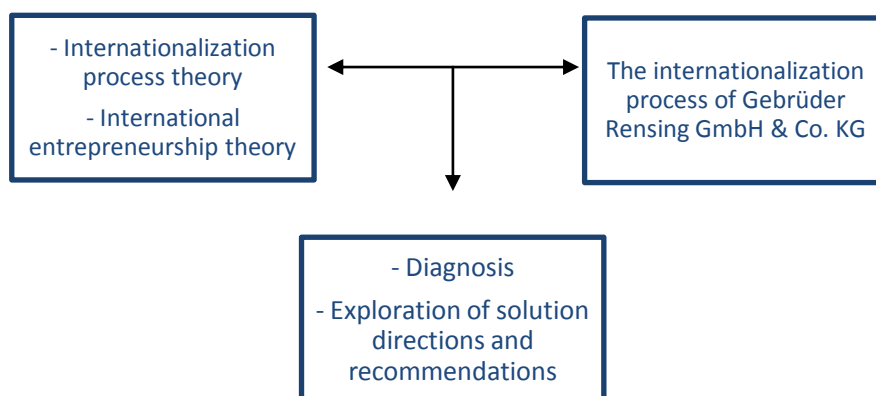 - Internationalization
process theory
- International
entrepreneurship theory
The internationalization
process of Gebrüder
Rensing GmbH & Co. KG
- Diagnosis
- Exploration of solution
directions and
recommendations